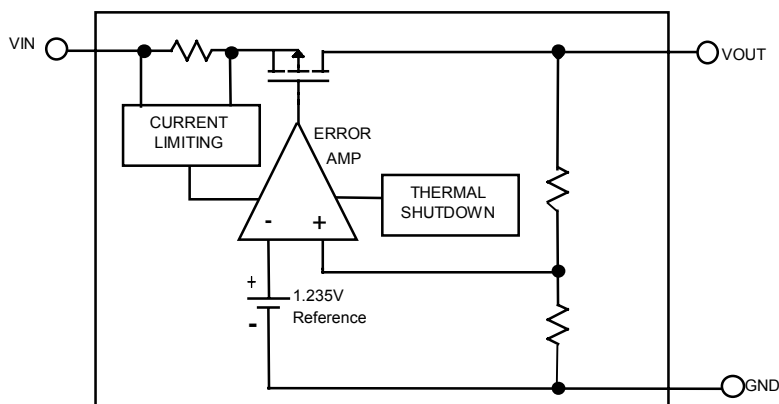 VIN
VOUT
CURRENT
LIMITING
ERROR
AMP
THERMAL
SHUTDOWN
- +
+
1.235V
Reference
-
GND